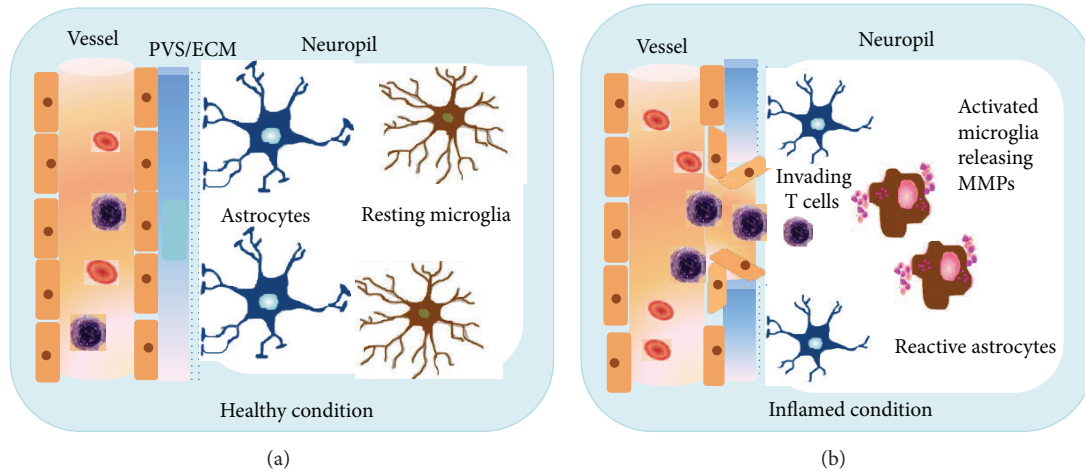 Vessel
PVS/ECM
Neuropil
Astrocytes
Resting microglia
Healthy condition
(a)
Vessel
Neuropil
Activated
microglia
releasing
MMPs
Invading
T cells
Reactive astrocytes
Inflamed condition
(b)